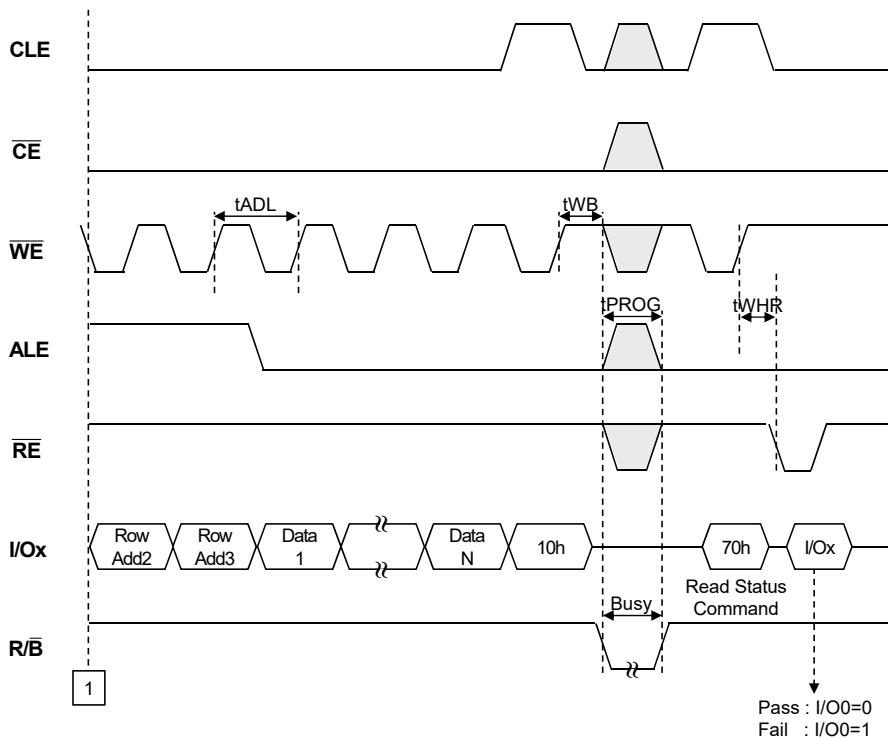 CLE
CE
tADL
tWB
WE
tPROG
tWHR
ALE
RE
I/Ox
Row
Add2
Row
Add3
Data
1
Data
N
10h
70h
I/Ox
Read Status
Command
Busy
R/B
1
Pass : I/O0=0
Fail : I/O0=1